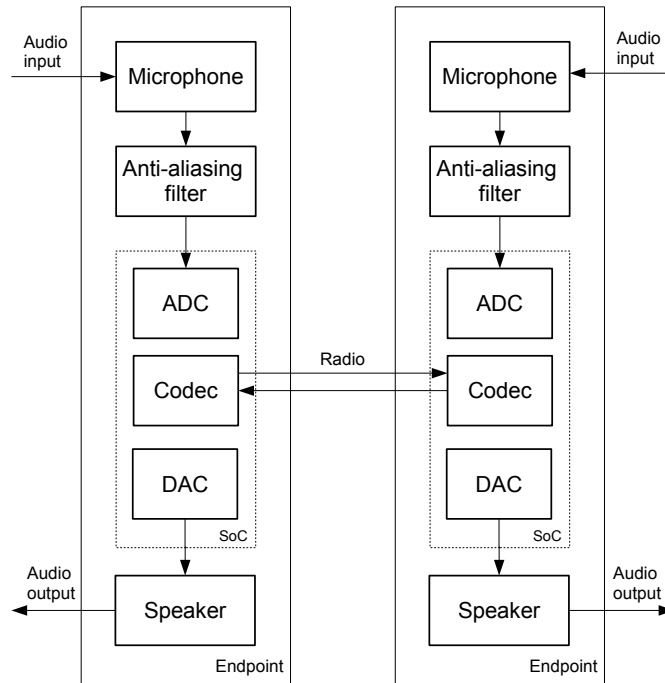 Audio
input
Microphone
Anti-aliasing
filter
ADC
Codec
DAC
SoC
Audio
output
Speaker
Endpoint
Radio
Audio
input
Microphone
Anti-aliasing
filter
ADC
Codec
DAC
SoC
Audio
output
Speaker
Endpoint